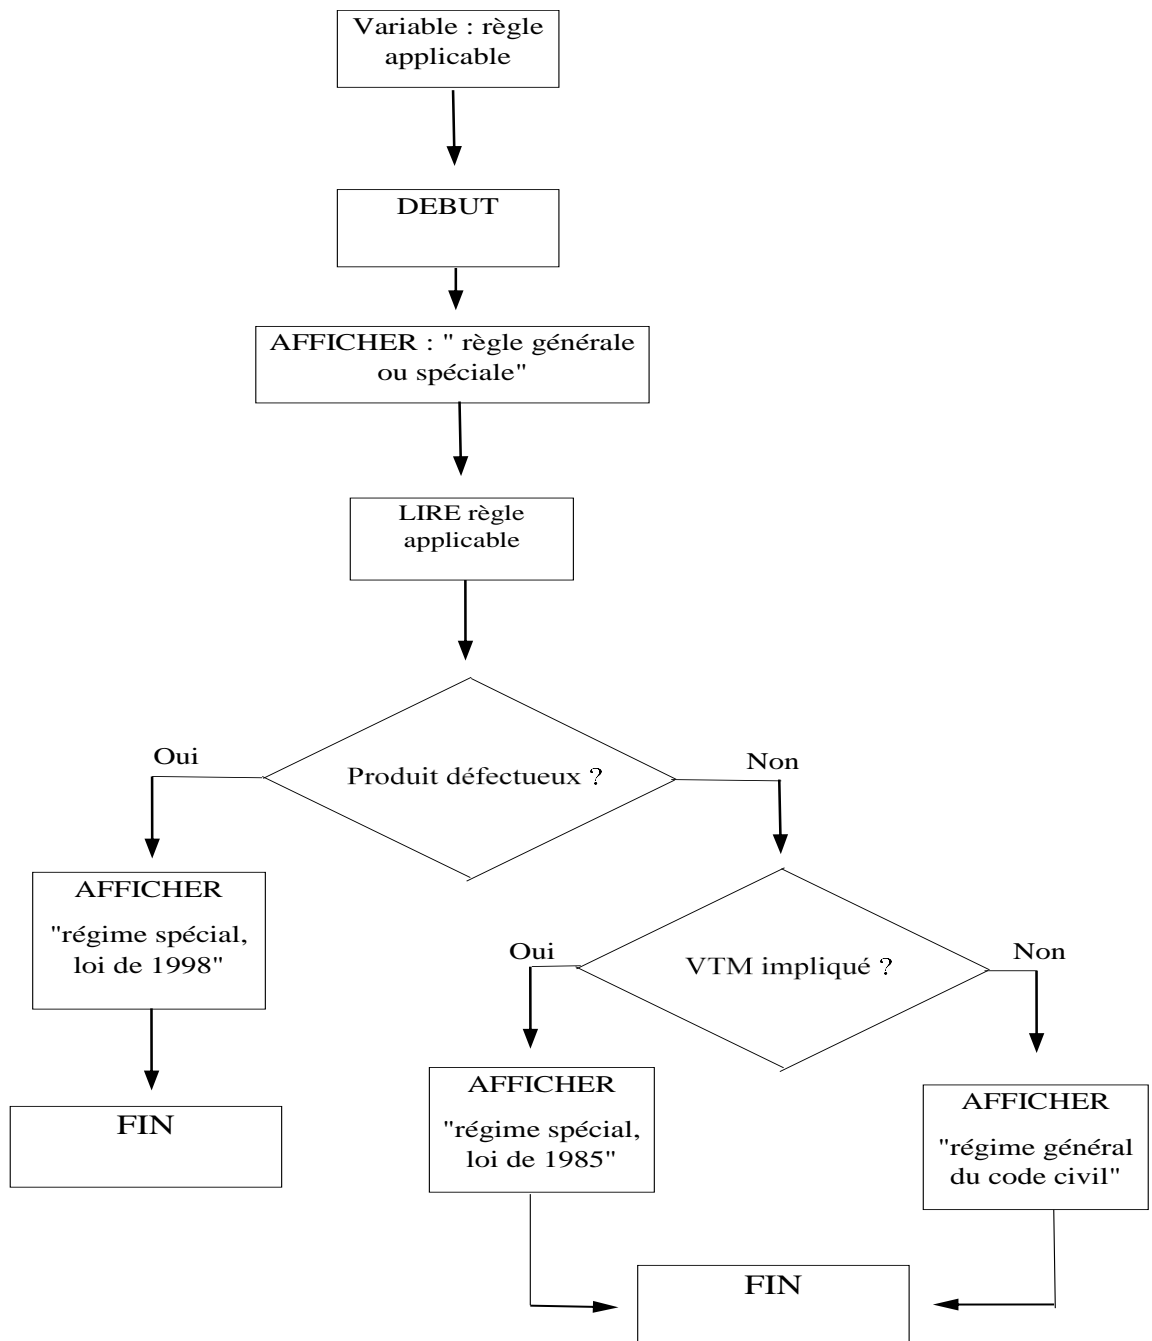 Variable : règle
applicable
DEBUT
AFFICHER : " règle générale
ou spéciale"
LIRE règle
applicable
Oui
Produit défectueux ?
Non
AFFICHER
"régime spécial,
loi de 1998"
FIN
Oui
VTM impliqué ?
Non
AFFICHER
"régime spécial,
loi de 1985"
AFFICHER
"régime général
du code civil"
FIN